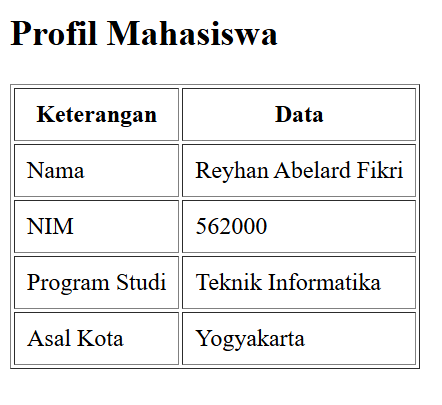 Profil Mahasiswa
Keterangan Data
Nama Reyhan Abelard Fikri
NIM 562000
Program Studi Teknik Informatika
Asal Kota Yogyakarta